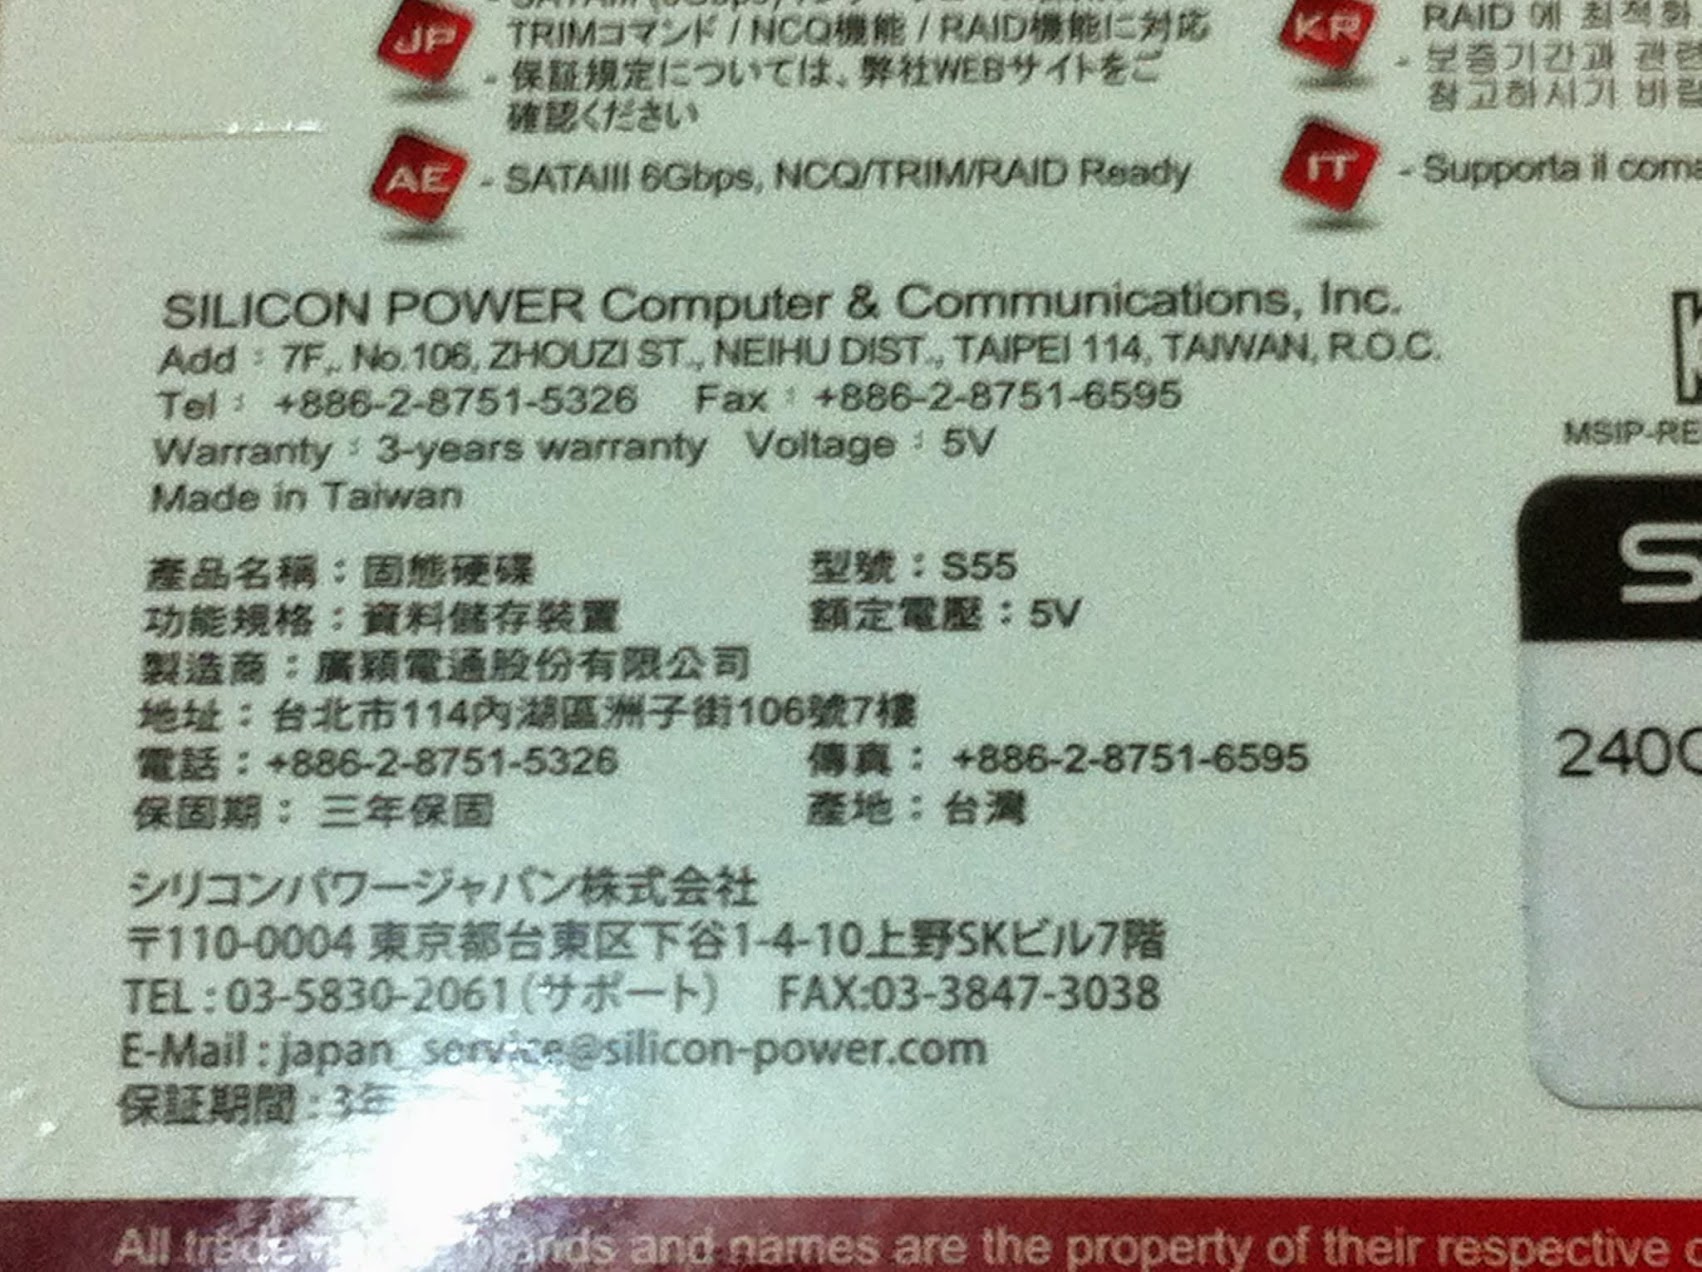 JP
TRIMコマンド / NCQ機能 / RAID機能に対応
- 保証規定については、弊社WEBサイトをご
確認ください
KR
RAID 에 최적화
- 보증기간과 관련
참고하시기 바랍
AE - SATAIII 6Gbps, NCQ/TRIM/RAID Ready
IT - Supporta il coma
SILICON POWER Computer & Communications, Inc.
Add : 7F., No.106, ZHOUZI ST., NEIHU DIST., TAIPEI 114, TAIWAN, R.O.C.
Tel : +886-2-8751-5326 Fax : +886-2-8751-6595
Warranty : 3-years warranty Voltage : 5V
Made in Taiwan
MSIP-RE
產品名稱：固態硬碟 型號：S55
功能規格：資料儲存裝置 額定電壓：5V
製造商：廣穎電通股份有限公司
地址：台北市114內湖區洲子街106號7樓
電話：+886-2-8751-5326 傳真： +886-2-8751-6595
保固期： 三年保固 產地：台灣
S
240G
シリコンパワージャパン株式会社
〒110-0004 東京都台東区下谷1-4-10上野SKビル7階
TEL : 03-5830-2061 (サポート) FAX:03-3847-3038
E-Mail : japan_service@silicon-power.com
保証期間 : 3年
All brands and names are the property of their respective o